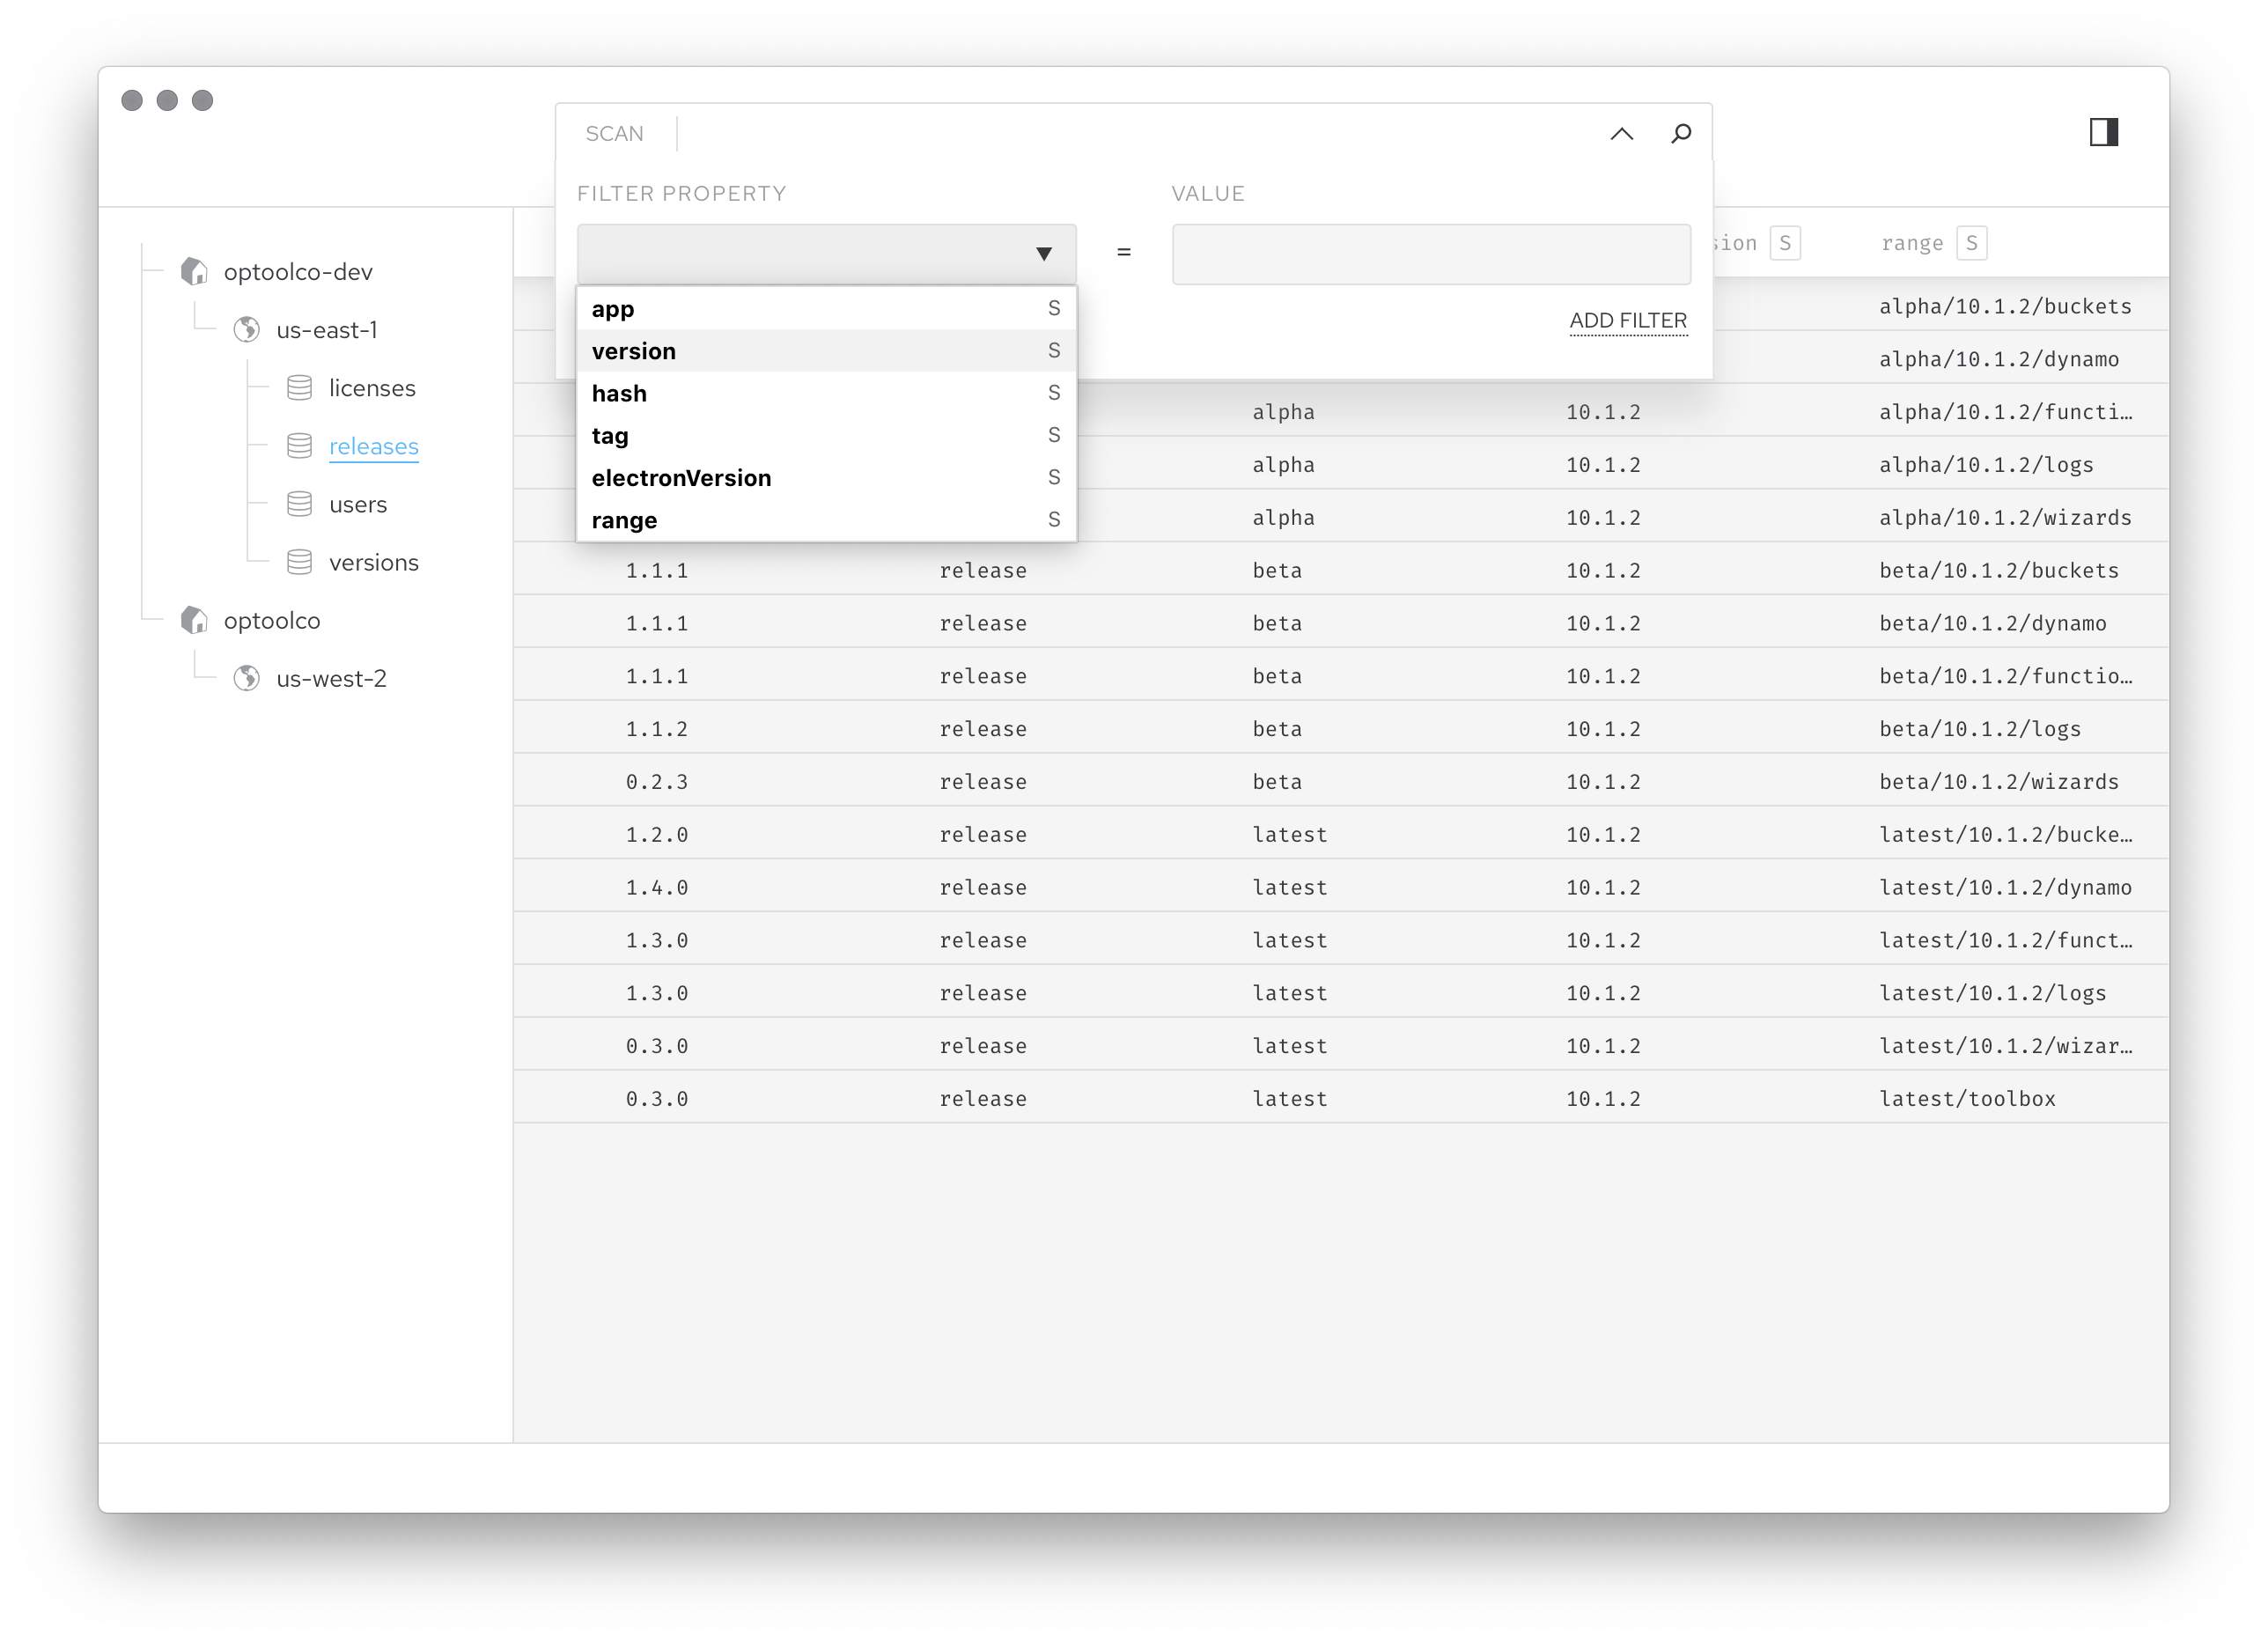 SCAN
FILTER PROPERTY VALUE
=
ADD FILTER
app S
version S
hash S
tag S
electronVersion S
range S
optoolco-dev
us-east-1
licenses
releases
users
versions
optoolco
us-west-2
sion S range S
alpha/10.1.2/buckets
alpha/10.1.2/dynamo
alpha 10.1.2 alpha/10.1.2/functi…
alpha 10.1.2 alpha/10.1.2/logs
alpha 10.1.2 alpha/10.1.2/wizards
1.1.1 release beta 10.1.2 beta/10.1.2/buckets
1.1.1 release beta 10.1.2 beta/10.1.2/dynamo
1.1.1 release beta 10.1.2 beta/10.1.2/functio…
1.1.2 release beta 10.1.2 beta/10.1.2/logs
0.2.3 release beta 10.1.2 beta/10.1.2/wizards
1.2.0 release latest 10.1.2 latest/10.1.2/bucke…
1.4.0 release latest 10.1.2 latest/10.1.2/dynamo
1.3.0 release latest 10.1.2 latest/10.1.2/funct…
1.3.0 release latest 10.1.2 latest/10.1.2/logs
0.3.0 release latest 10.1.2 latest/10.1.2/wizar…
0.3.0 release latest 10.1.2 latest/toolbox